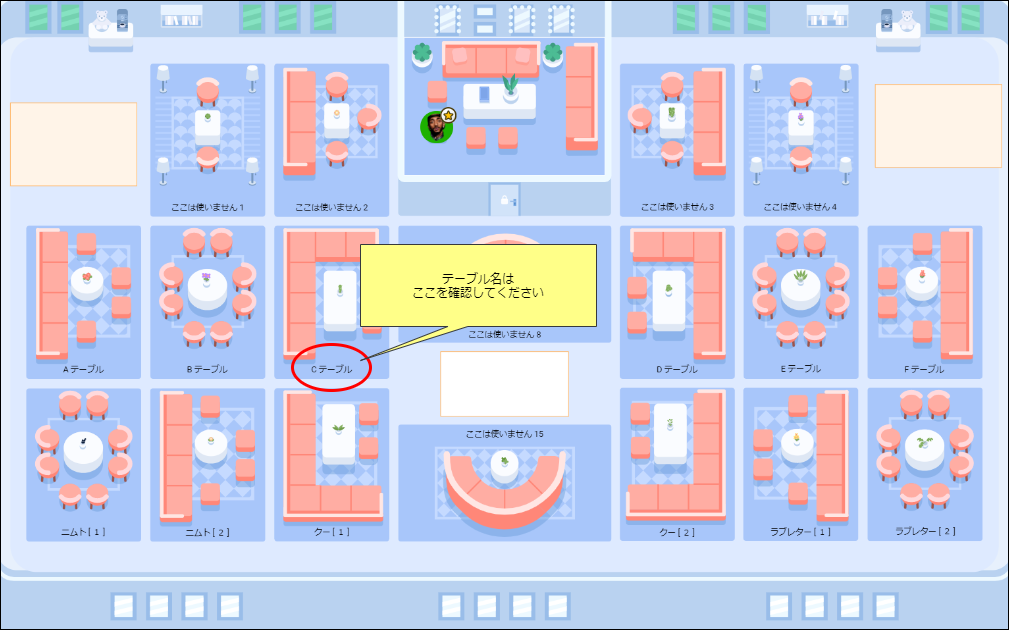 ここは使いません 1
ここは使いません 2
ここは使いません 3
ここは使いません 4
テーブル名は
ここを確認してください
ここは使いません 8
A テーブル
B テーブル
C テーブル
D テーブル
E テーブル
F テーブル
ここは使いません 15
ニムト [ 1 ]
ニムト [ 2 ]
クー [ 1 ]
クー [ 2 ]
ラブレター [ 1 ]
ラブレター [ 2 ]